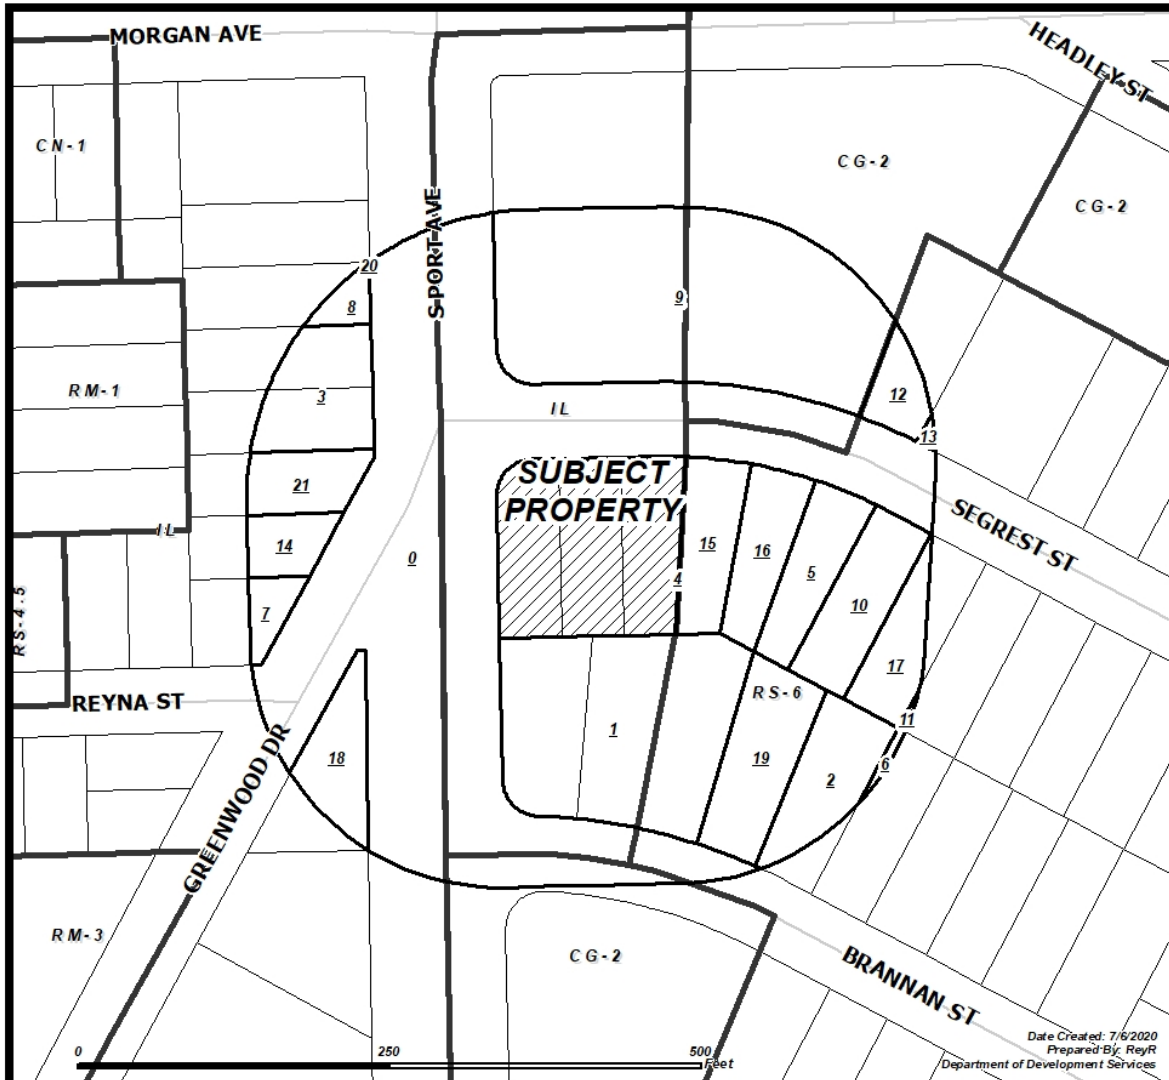 MORGAN AVE
HEADLEY ST
CN-1
CG-2
CG-2
S PORT AVE
20
8
9
RM-1
3
12
IL
13
SUBJECT
PROPERTY
21
SEGREST ST
IL
14
0
15
16
5
4
10
RS-4.5
7
17
RS-6
REYNA ST
11
1
18
19
6
2
GREENWOOD DR
RM-3
CG-2
BRANNAN ST
0
250
500
Feet
Date Created: 7/6/2020
Prepared By: ReyR
Department of Development Services